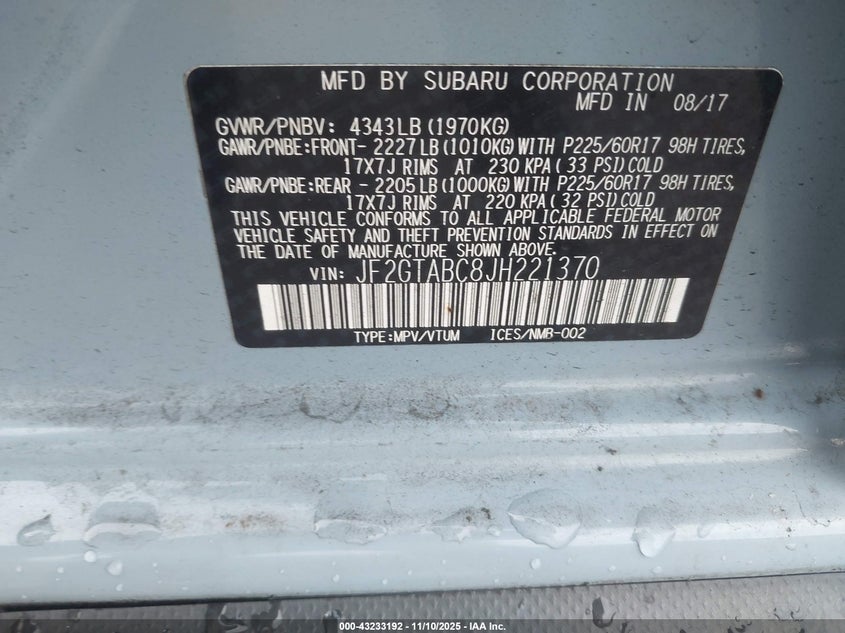 MFD BY SUBARU CORPORATION
MFD IN 08/17
GVWR/PNBV: 4343LB (1970KG)
GAWR/PNBE:FRONT- 2227 LB (1010KG) WITH P225/60R17 98H TIRES,
17X7J RIMS AT 230 KPA (33 PSI) COLD
GAWR/PNBE:REAR - 2205 LB (1000KG) WITH P225/60R17 98H TIRES,
17X7J RIMS AT 220 KPA (32 PSI) COLD
THIS VEHICLE CONFORMS TO ALL APPLICABLE FEDERAL MOTOR
VEHICLE SAFETY AND THEFT PREVENTION STANDARDS IN EFFECT ON
THE DATE OF MANUFACTURE SHOWN ABOVE.
VIN: JF2GTABC8JH221370
TYPE:MPV/VTUM ICES/NMB-002
000-43233192 - 11/10/2025 - IAA Inc.